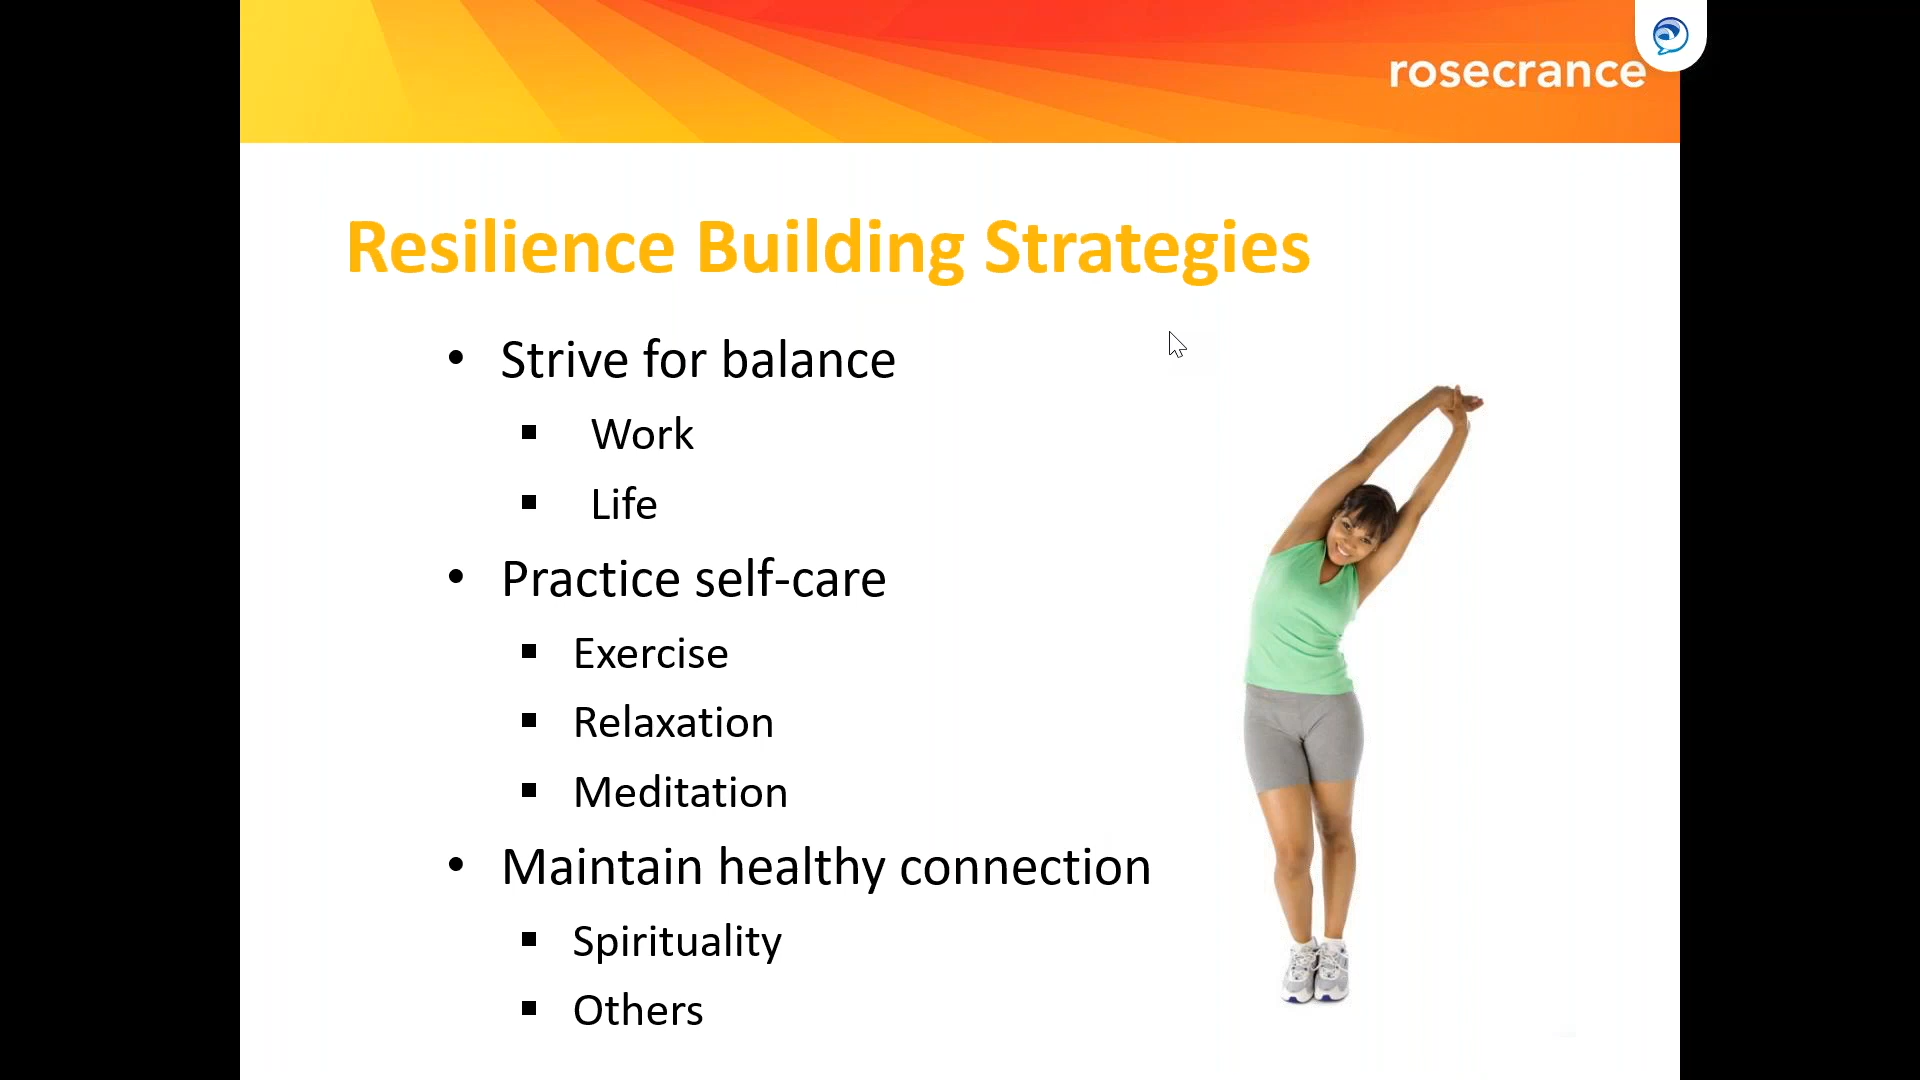 rosecrance
Resilience Building Strategies
• Strive for balance
▪ Work
▪ Life
• Practice self-care
▪ Exercise
▪ Relaxation
▪ Meditation
• Maintain healthy connection
▪ Spirituality
▪ Others